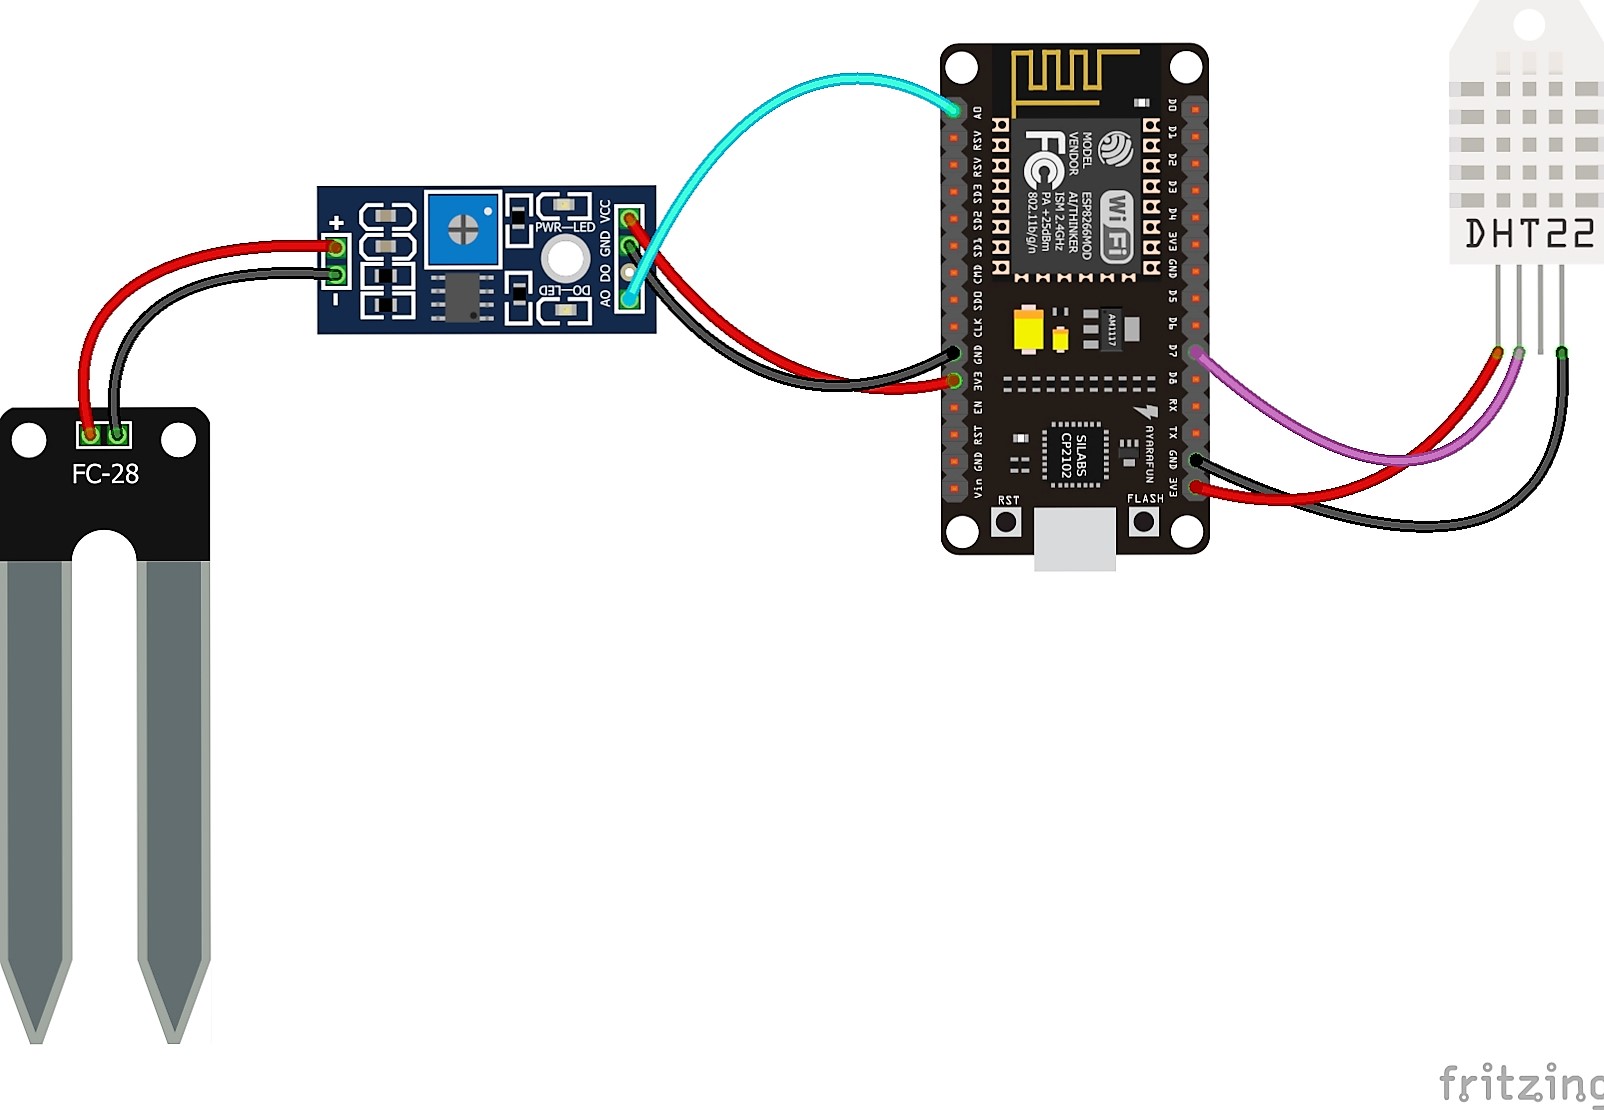 FC-28
+
-
PWR-LED
DO-LED
VCC
GND
DO
AO
A0
RSV
RSV
SD3
SD2
SD1
CMD
SD0
CLK
GND
3V3
EN
RST
GND
Vin
D0
D1
D2
D3
D4
3V3
GND
D5
D6
D7
D8
RX
TX
GND
3V3
MODEL
VENDOR
ESP8266MOD
AI/THINKER
ISM 2.4GHz
PA +25dBm
802.11b/g/n
FC
WiFi
AM1117
SILABS
CP2102
AYARAFUN
RST
FLASH
DHT22
fritzing